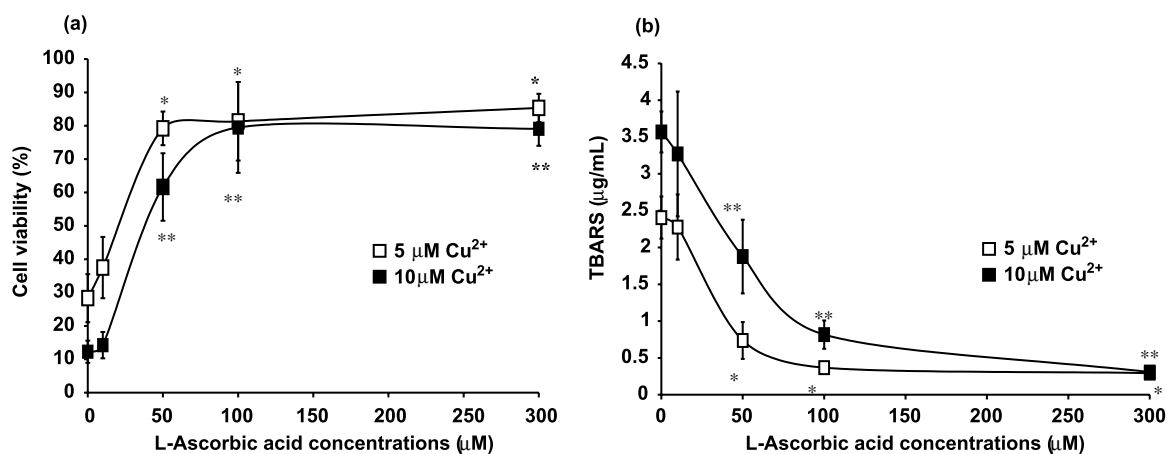 (a)
100
90
80
70
60
50
40
30
20
10
0
Cell viability (%)
* * *
** ** **
5 μM Cu2+
10μM Cu2+
0 50 100 150 200 250 300
L-Ascorbic acid concentrations (μM)
(b)
4.5
4
3.5
3
2.5
2
1.5
1
0.5
0
TBARS (μg/mL)
** ** **
* * *
5 μM Cu2+
10μM Cu2+
0 50 100 150 200 250 300
L-Ascorbic acid concentrations (μM)